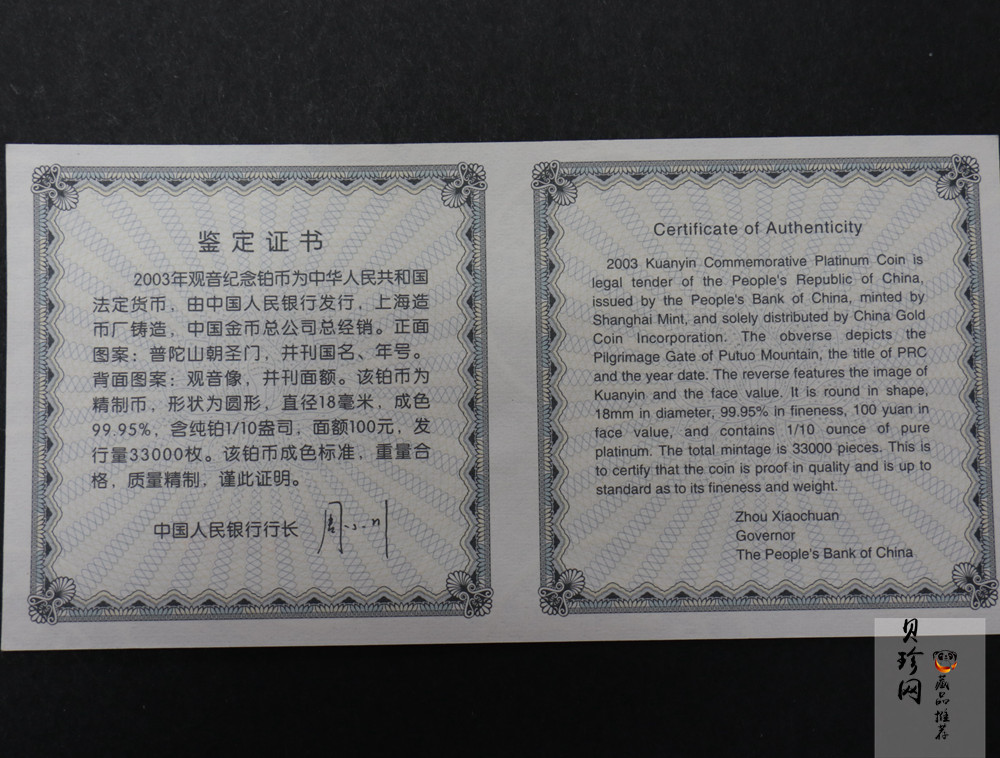 鉴定证书
2003年观音纪念铂币为中华人民共和国
法定货币，由中国人民银行发行，上海造
币厂铸造，中国金币总公司总经销。正面
图案：普陀山朝圣门，并刊国名、年号。
背面图案：观音像，并刊面额。该铂币为
精制币，形状为圆形，直径18毫米，成色
99.95%，含纯铂1/10盎司，面额100元，发
行量33000枚。该铂币成色标准，重量合
格，质量精制，谨此证明。
中国人民银行行长 周小川
Certificate of Authenticity
2003 Kuanyin Commemorative Platinum Coin is
legal tender of the People's Republic of China,
issued by the People's Bank of China, minted by
Shanghai Mint, and solely distributed by China Gold
Coin Incorporation. The obverse depicts the
Pilgrimage Gate of Putuo Mountain, the title of PRC
and the year date. The reverse features the image of
Kuanyin and the face value. It is round in shape,
18mm in diameter, 99.95% in fineness, 100 yuan in
face value, and contains 1/10 ounce of pure
platinum. The total mintage is 33000 pieces. This is
to certify that the coin is proof in quality and is up to
standard as to its fineness and weight.
Zhou Xiaochuan
Governor
The People's Bank of China
贝珍网
藏品推荐